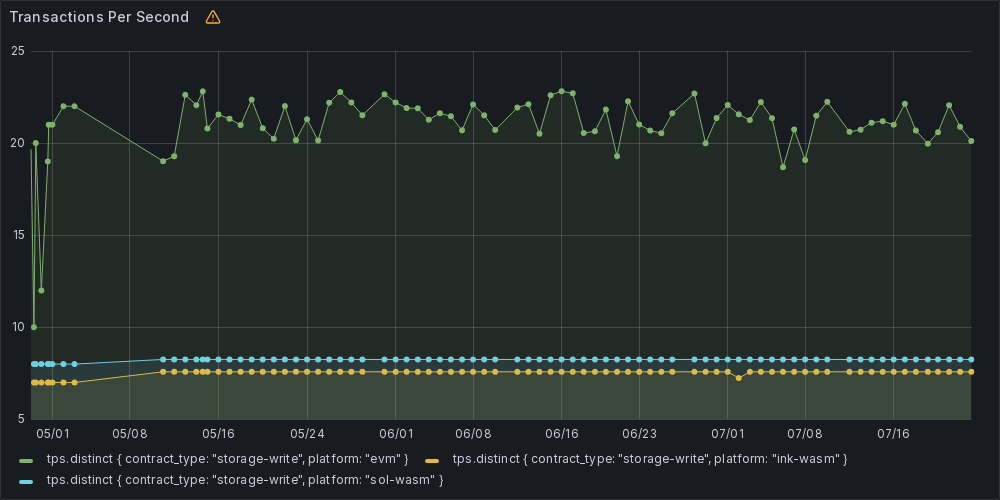 Transactions Per Second
25
20
15
10
5
05/01 05/08 05/16 05/24 06/01 06/08 06/16 06/23 07/01 07/08 07/16
tps.distinct { contract_type: "storage-write", platform: "evm" } tps.distinct { contract_type: "storage-write", platform: "ink-wasm" }
tps.distinct { contract_type: "storage-write", platform: "sol-wasm" }